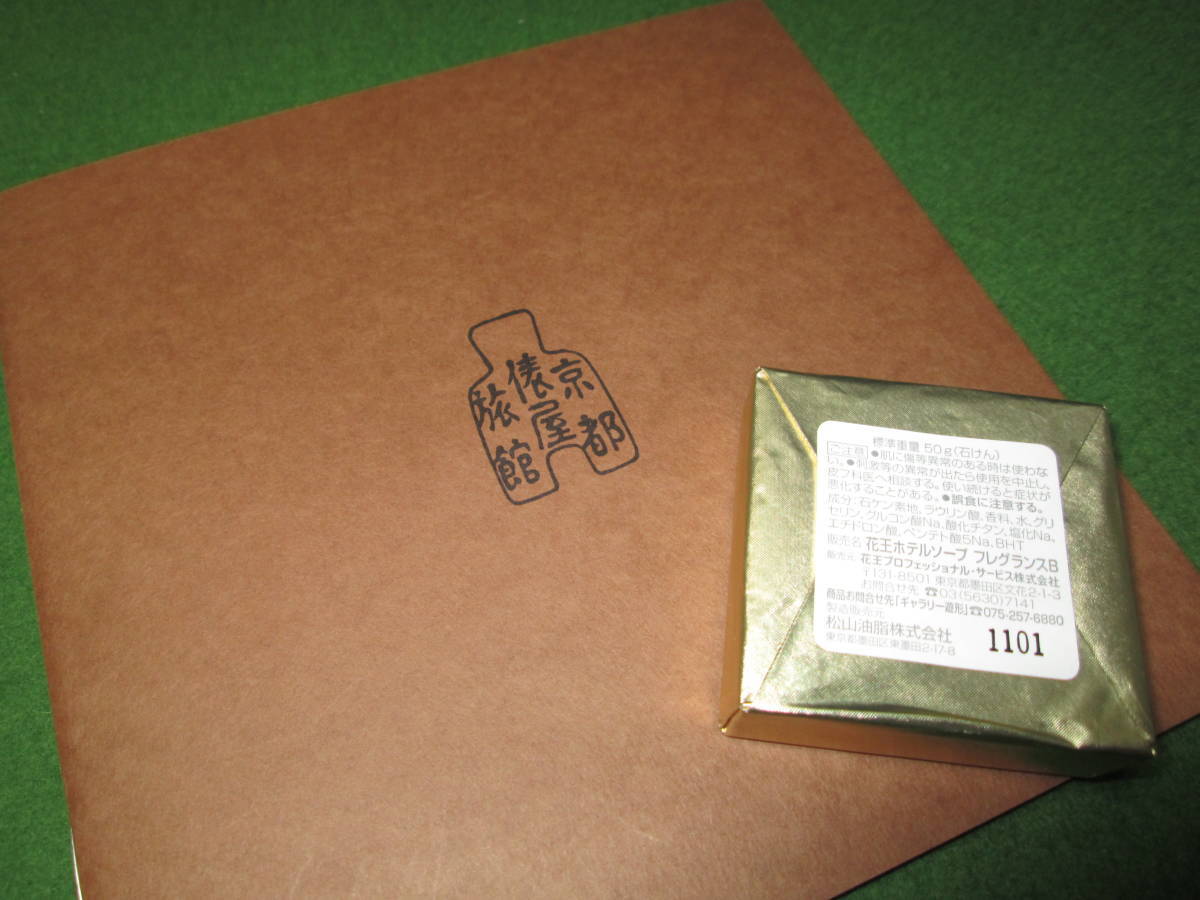 京都
俵屋
旅館
標準重量 50g(石けん)
ご注意 ●肌に傷等異常のある時は使わな
い。●刺激等の異常が出たら使用を中止し、
皮フ科医へ相談する。使い続けると症状が
悪化することがある。●誤食に注意する。
成分:石ケン素地、ラウリン酸、香料、水、グリ
セリン、グルコン酸Na、酸化チタン、塩化Na、
エチドロン酸、ペンテト酸5Na、BHT
販売名 花王ホテルソープ フレグランスB
販売元 花王プロフェッショナル・サービス株式会社
〒131-8501 東京都墨田区文花2-1-3
お問合せ先 ☎03(5630)7141
商品お問合せ先「ギャラリー遊形」☎075-257-6880
製造販売元
松山油脂株式会社
東京都墨田区東墨田2-17-8
1101